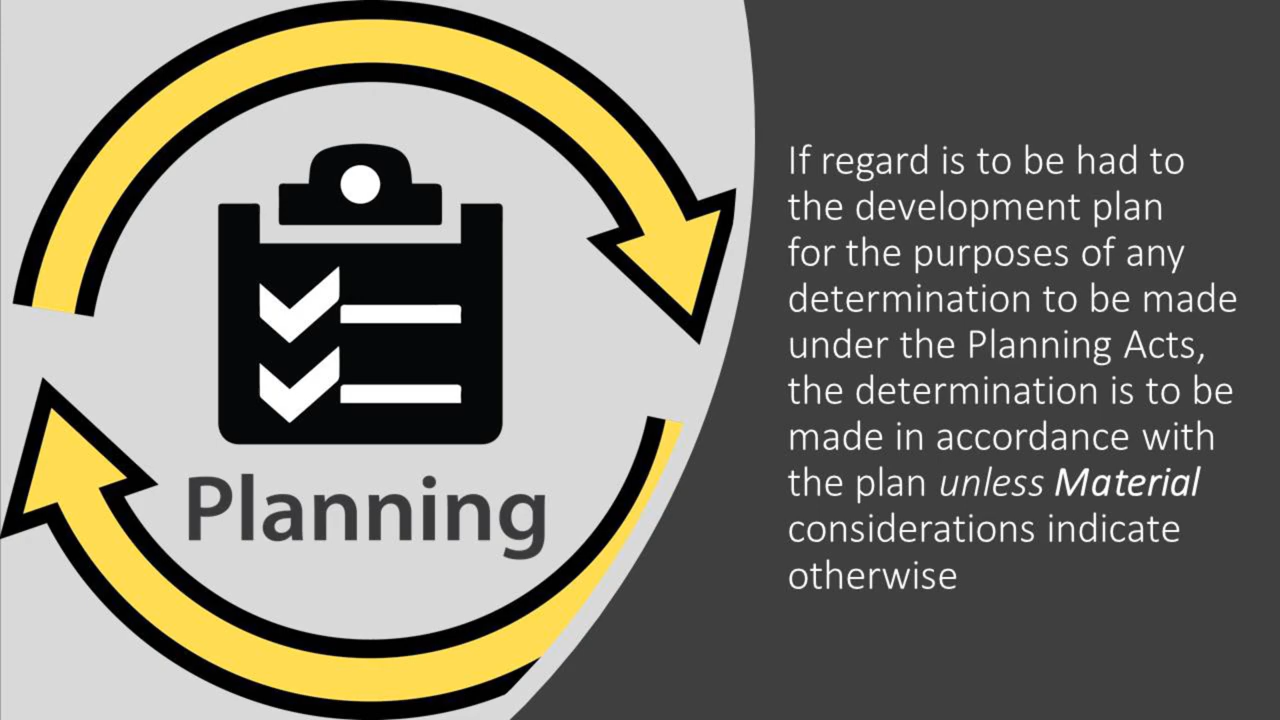 Planning
If regard is to be had to
the development plan
for the purposes of any
determination to be made
under the Planning Acts,
the determination is to be
made in accordance with
the plan unless Material
considerations indicate
otherwise